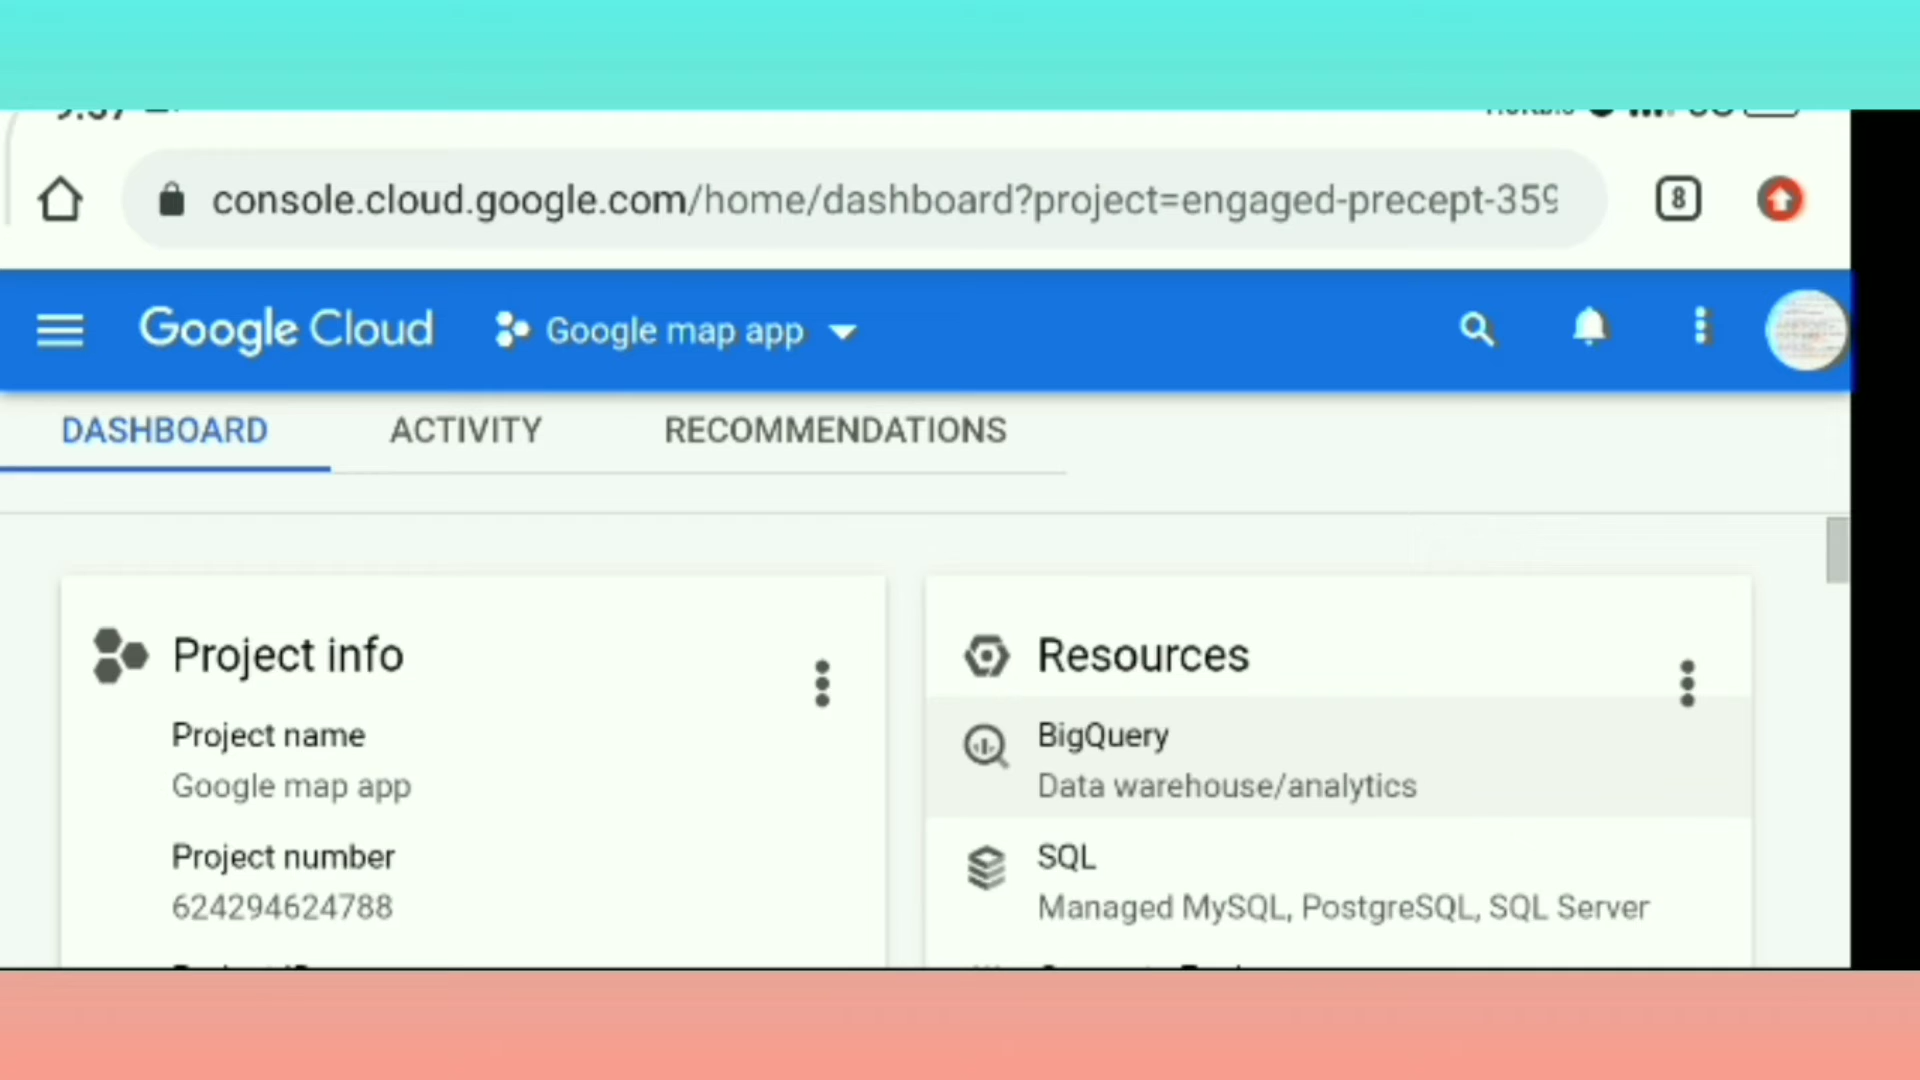 console.cloud.google.com/home/dashboard?project=engaged-precept-359
8
Google Cloud
Google map app
DASHBOARD
ACTIVITY
RECOMMENDATIONS
Project info
Project name
Google map app
Project number
624294624788
Resources
BigQuery
Data warehouse/analytics
SQL
Managed MySQL, PostgreSQL, SQL Server